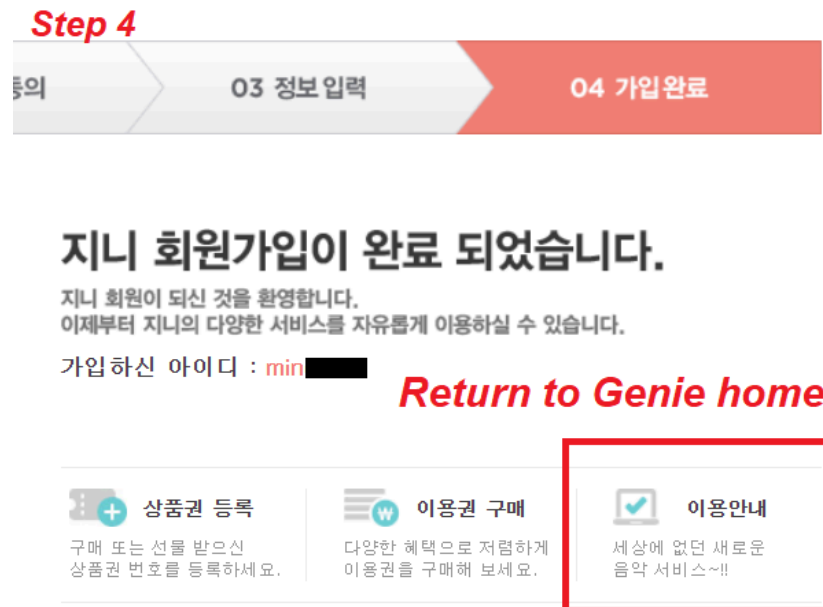 Step 4
동의
03 정보입력
04 가입완료
지니 회원가입이 완료 되었습니다.
지니 회원이 되신 것을 환영합니다.
이제부터 지니의 다양한 서비스를 자유롭게 이용하실 수 있습니다.
가입하신 아이디 : min
Return to Genie home
상품권 등록
구매 또는 선물 받으신
상품권 번호를 등록하세요.
이용권 구매
다양한 혜택으로 저렴하게
이용권을 구매해 보세요.
이용안내
세상에 없던 새로운
음악 서비스~!!